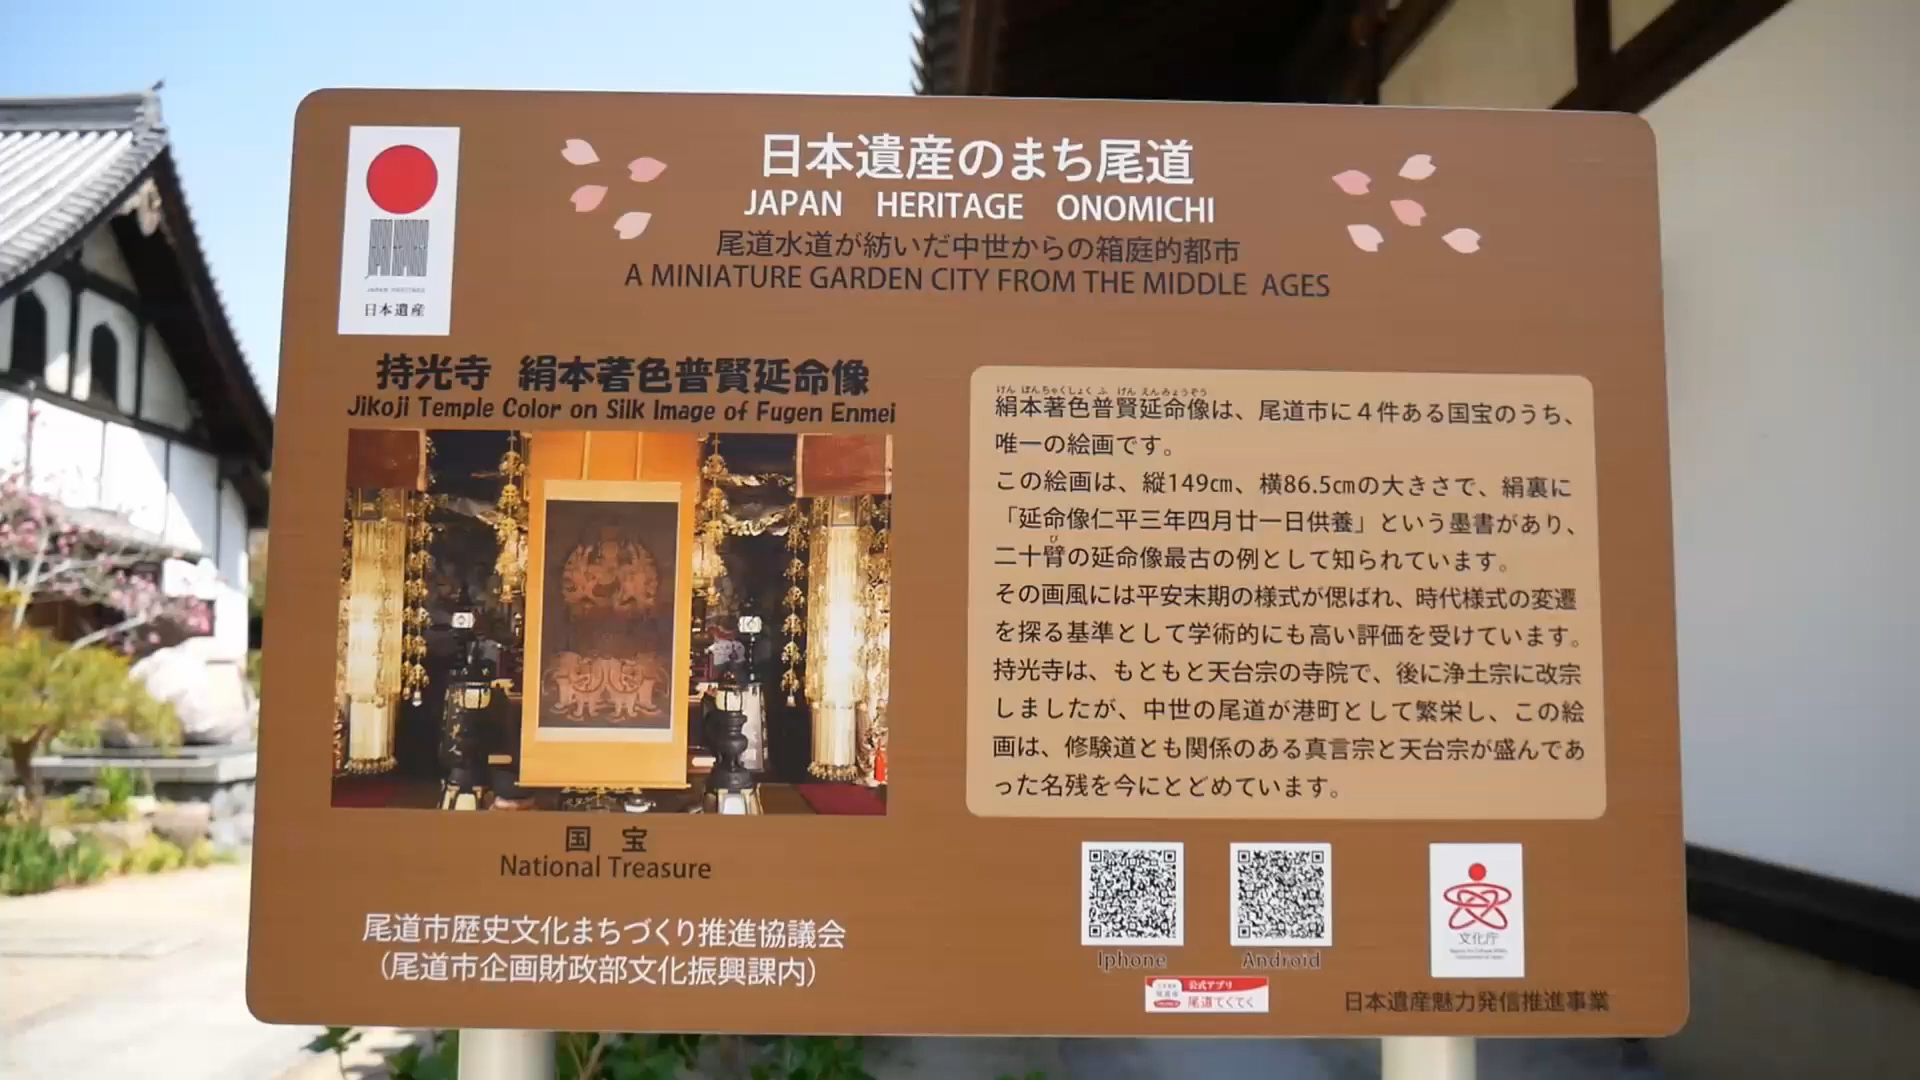 日本遺産
日本遺産のまち尾道
JAPAN HERITAGE ONOMICHI
尾道水道が紡いだ中世からの箱庭的都市
A MINIATURE GARDEN CITY FROM THE MIDDLE AGES
持光寺 絹本著色普賢延命像
Jikoji Temple Color on Silk Image of Fugen Enmei
国 宝
National Treasure
尾道市歴史文化まちづくり推進協議会
（尾道市企画財政部文化振興課内）
けん ぽんちゃくしょく ふ げん えんみょうぞう
絹本著色普賢延命像は、尾道市に４件ある国宝のうち、
唯一の絵画です。
この絵画は、縦149㎝、横86.5㎝の大きさで、絹裏に
「延命像仁平三年四月廿一日供養」という墨書があり、
び
二十臂の延命像最古の例として知られています。
その画風には平安末期の様式が偲ばれ、時代様式の変遷
を探る基準として学術的にも高い評価を受けています。
持光寺は、もともと天台宗の寺院で、後に浄土宗に改宗
しましたが、中世の尾道が港町として繁栄し、この絵
画は、修験道とも関係のある真言宗と天台宗が盛んであ
った名残を今にとどめています。
Iphone
Android
公式アプリ
尾道てくてく
文化庁
日本遺産魅力発信推進事業